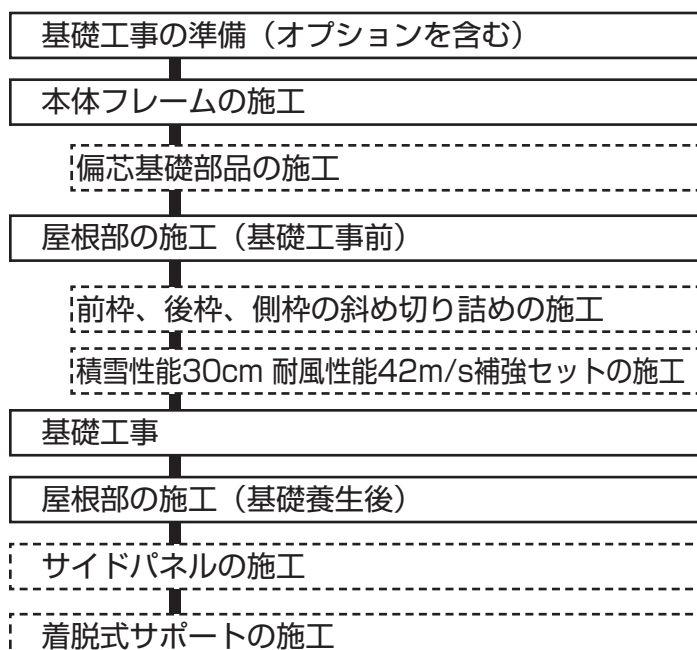 基礎工事の準備（オプションを含む）
本体フレームの施工
偏芯基礎部品の施工
屋根部の施工（基礎工事前）
前枠、後枠、側枠の斜め切り詰めの施工
積雪性能30cm 耐風性能42m/s補強セットの施工
基礎工事
屋根部の施工（基礎養生後）
サイドパネルの施工
着脱式サポートの施工